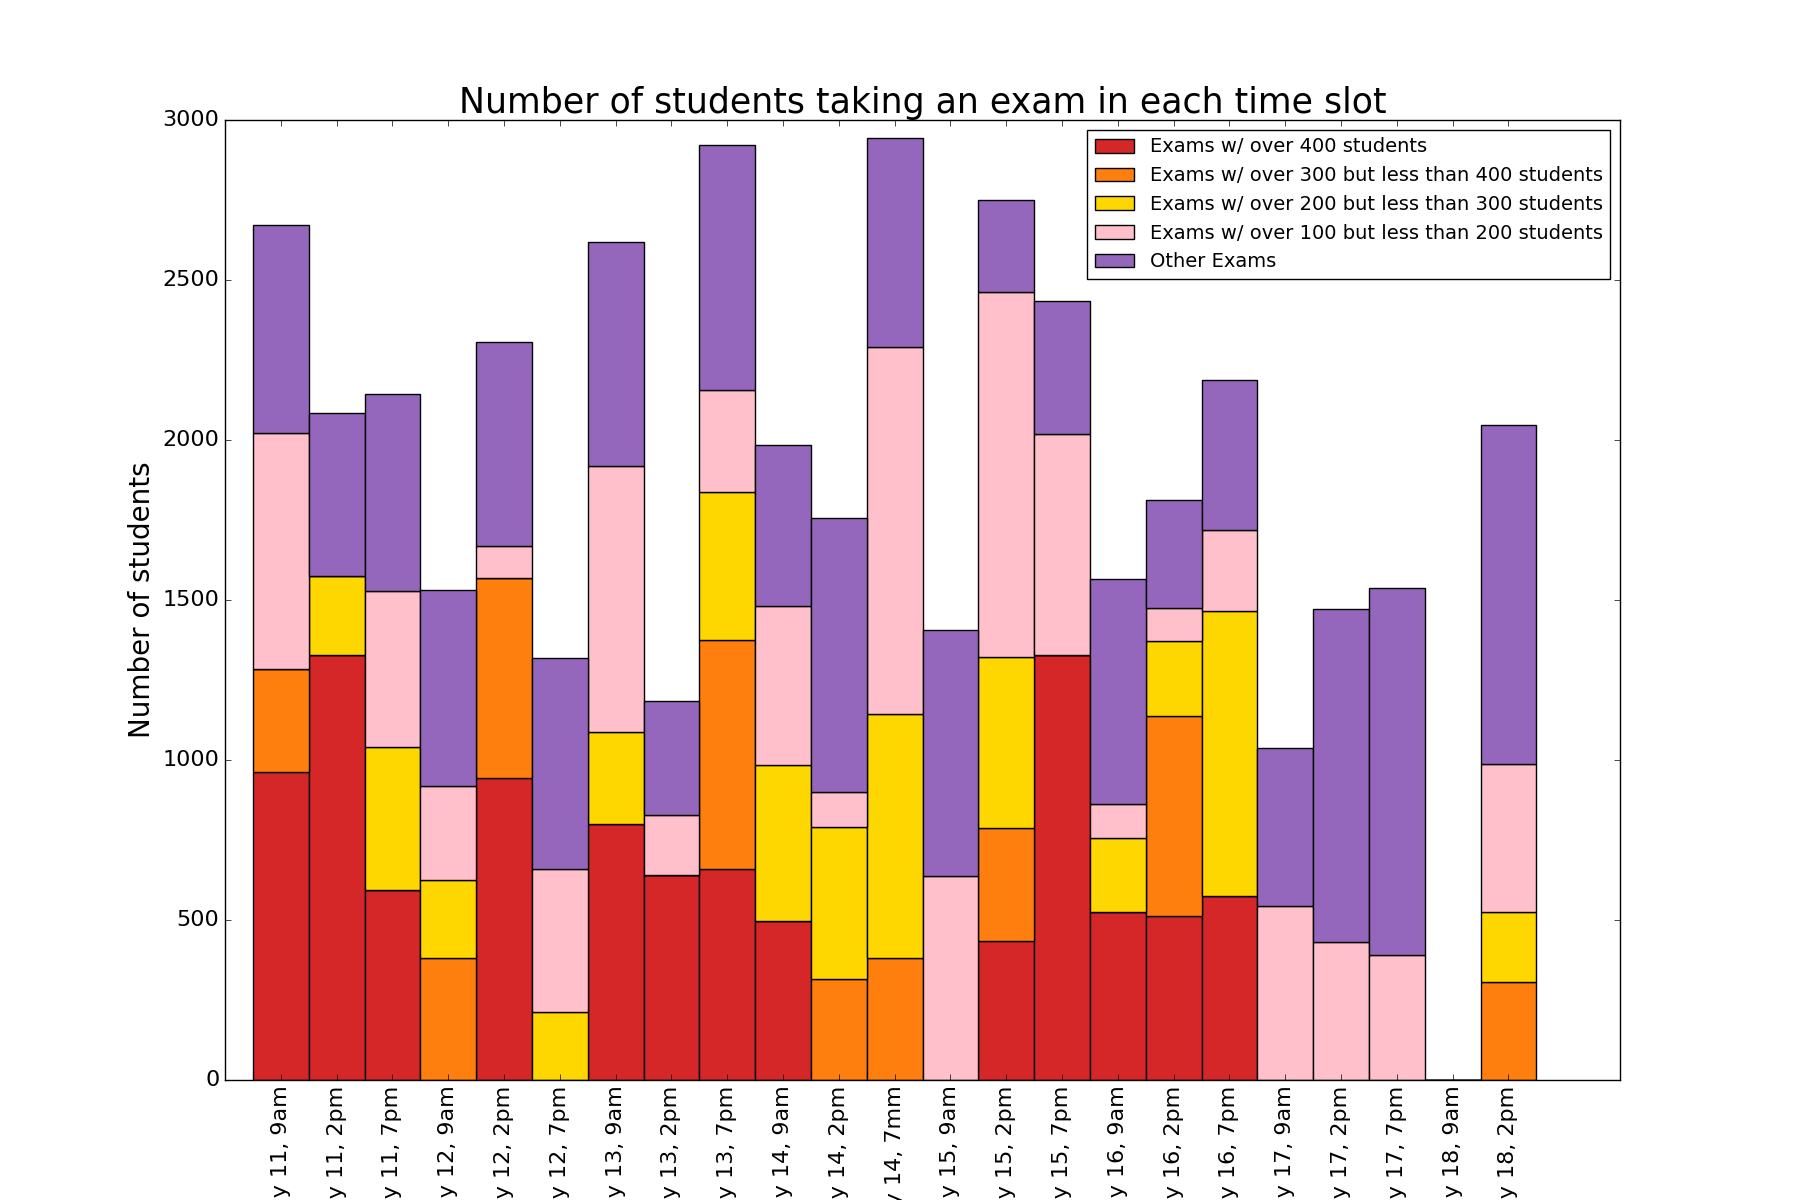 Number of students taking an exam in each time slot
3000
2500
2000
1500
1000
500
0
Number of students
Exams w/ over 400 students
Exams w/ over 300 but less than 400 students
Exams w/ over 200 but less than 300 students
Exams w/ over 100 but less than 200 students
Other Exams
y 11, 9am
y 11, 2pm
y 11, 7pm
y 12, 9am
y 12, 2pm
y 12, 7pm
y 13, 9am
y 13, 2pm
y 13, 7pm
y 14, 9am
y 14, 2pm
y 14, 7mm
y 15, 9am
y 15, 2pm
y 15, 7pm
y 16, 9am
y 16, 2pm
y 16, 7pm
y 17, 9am
y 17, 2pm
y 17, 7pm
y 18, 9am
y 18, 2pm